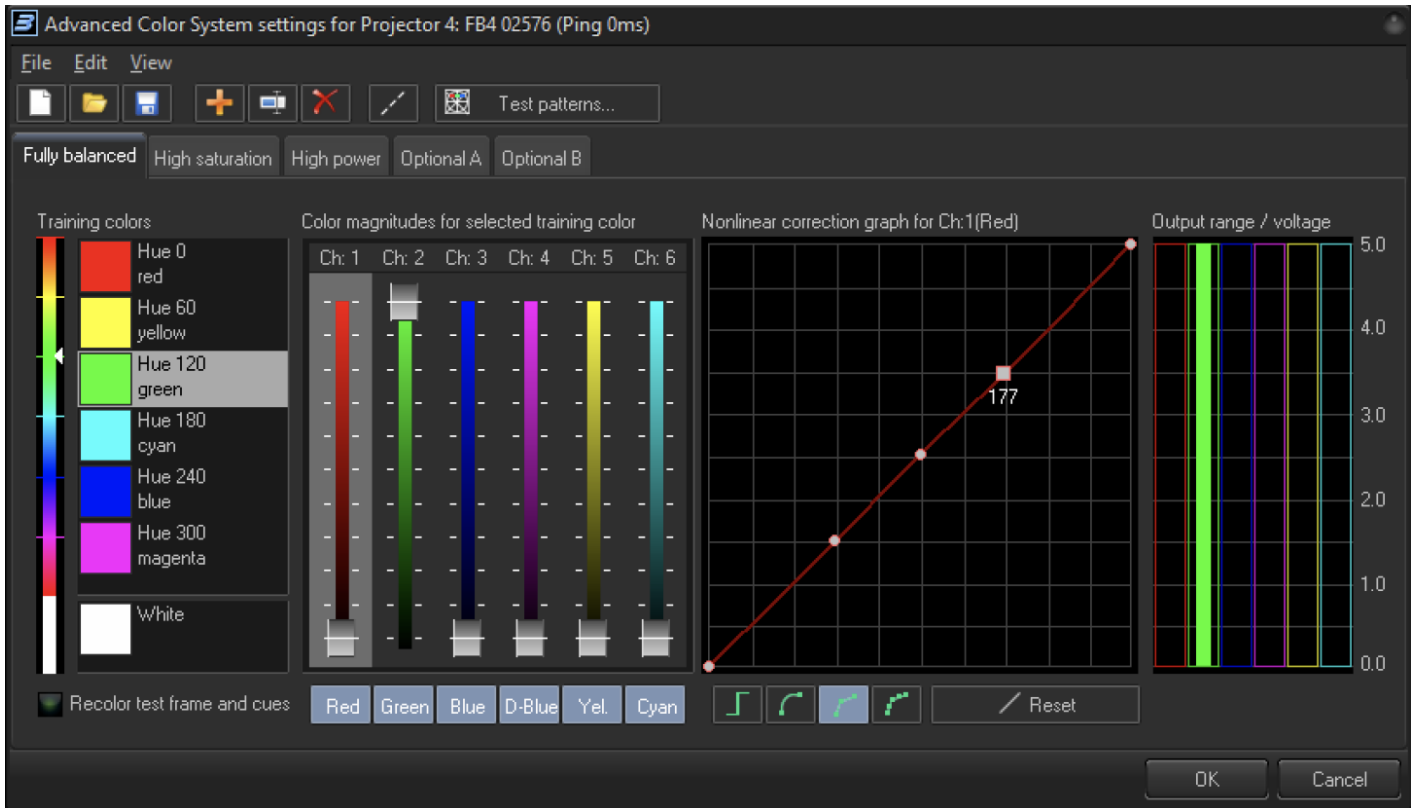 Advanced Color System settings for Projector 4: FB4 02576 (Ping 0ms)
File Edit View
Test patterns...
Fully balanced High saturation High power Optional A Optional B
Training colors
Hue 0
red
Hue 60
yellow
Hue 120
green
Hue 180
cyan
Hue 240
blue
Hue 300
magenta
White
Recolor test frame and cues
Color magnitudes for selected training color
Ch: 1 Ch: 2 Ch: 3 Ch: 4 Ch: 5 Ch: 6
Red Green Blue D-Blue Yel. Cyan
Nonlinear correction graph for Ch:1(Red)
177
Reset
Output range / voltage
5.0
4.0
3.0
2.0
1.0
0.0
OK Cancel